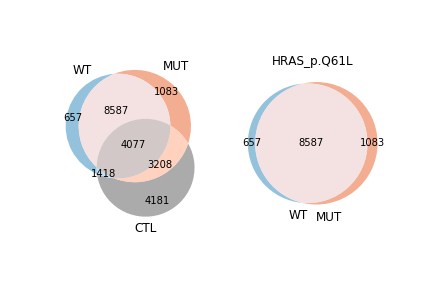 WT
MUT
1083
657
8587
4077
3208
1418
4181
CTL
HRAS_p.Q61L
657
8587
1083
WT
MUT